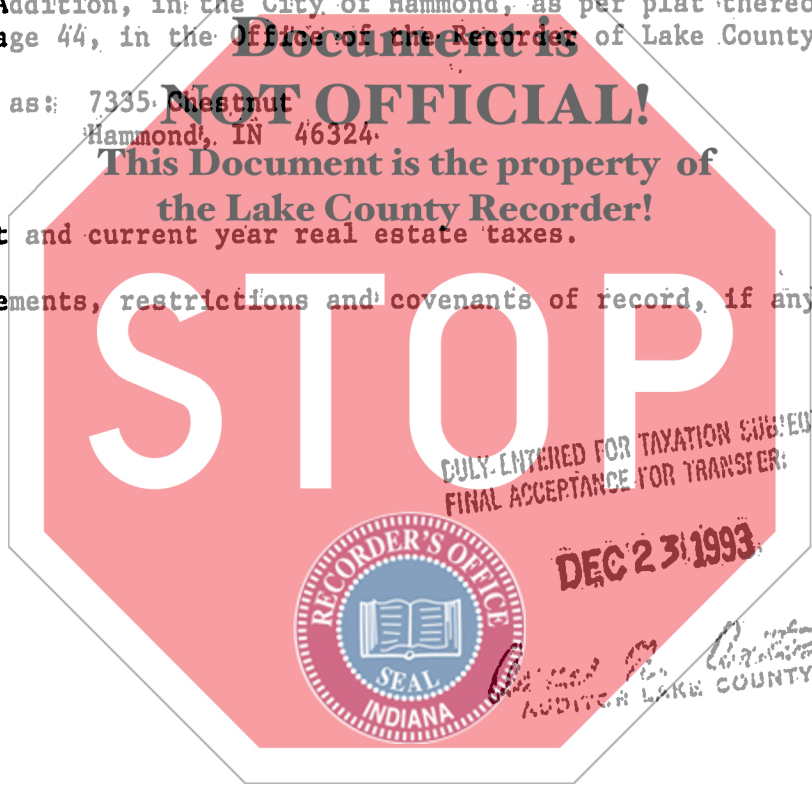 Addition, in the City of Hammond, as per plat thereo
Document is
age 44, in the Office of the Recorder of Lake County
NOT OFFICIAL!
as: 7335 Chestnut
Hammond, IN 46324
This Document is the property of
the Lake County Recorder!
t and current year real estate taxes.
ements, restrictions and covenants of record, if any
STOP
DULY ENTERED FOR TAXATION SUBJEC
FINAL ACCEPTANCE FOR TRANSFER.
DEC 23 1993
RECORDER'S OFFICE
SEAL
INDIANA
AUDITOR LAKE COUNTY